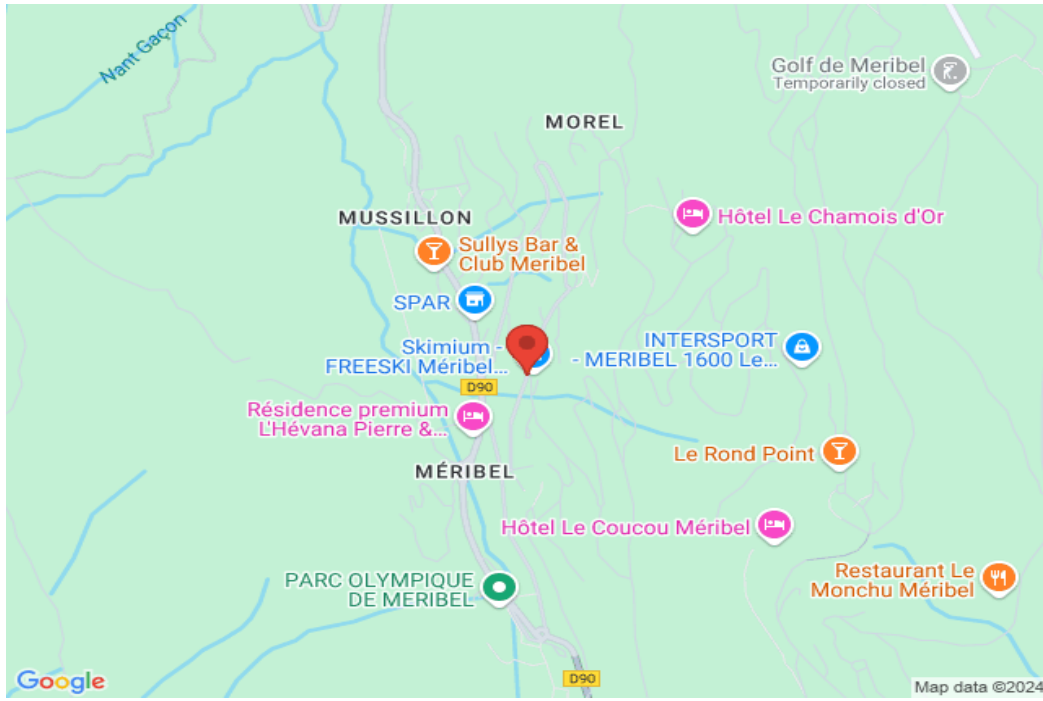 Nant Gaçon
Golf de Meribel
Temporarily closed
MOREL
MUSSILLON
Hôtel Le Chamois d'Or
Sullys Bar &
Club Meribel
SPAR
Skimium -
FREESKI Méribel...
INTERSPORT
- MERIBEL 1600 Le...
D90
Résidence premium
L'Hévana Pierre &...
Le Rond Point
MÉRIBEL
Hôtel Le Coucou Méribel
PARC OLYMPIQUE
DE MERIBEL
Restaurant Le
Monchu Méribel
D90
Google
Map data ©2024